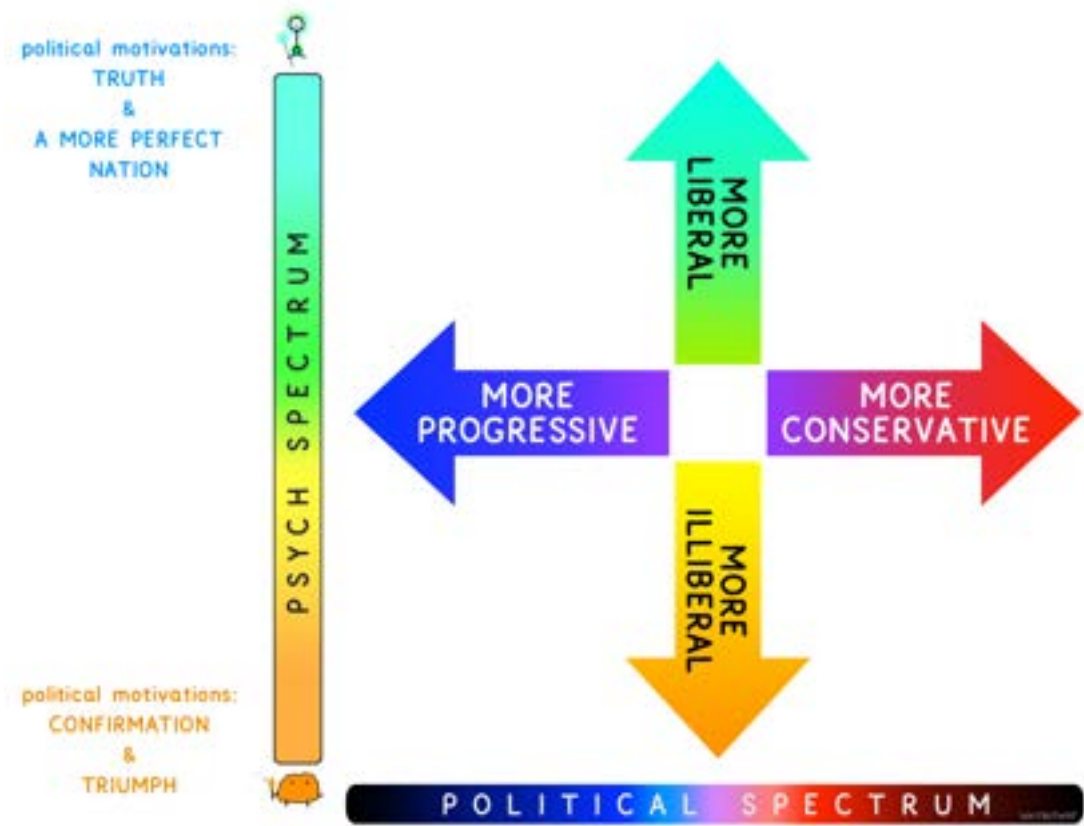 political motivations:
TRUTH
&
A MORE PERFECT
NATION
PSYCH SPECTRUM
political motivations:
CONFIRMATION
&
TRIUMPH
MORE
LIBERAL
MORE
PROGRESSIVE
MORE
CONSERVATIVE
MORE
ILLIBERAL
POLITICAL SPECTRUM